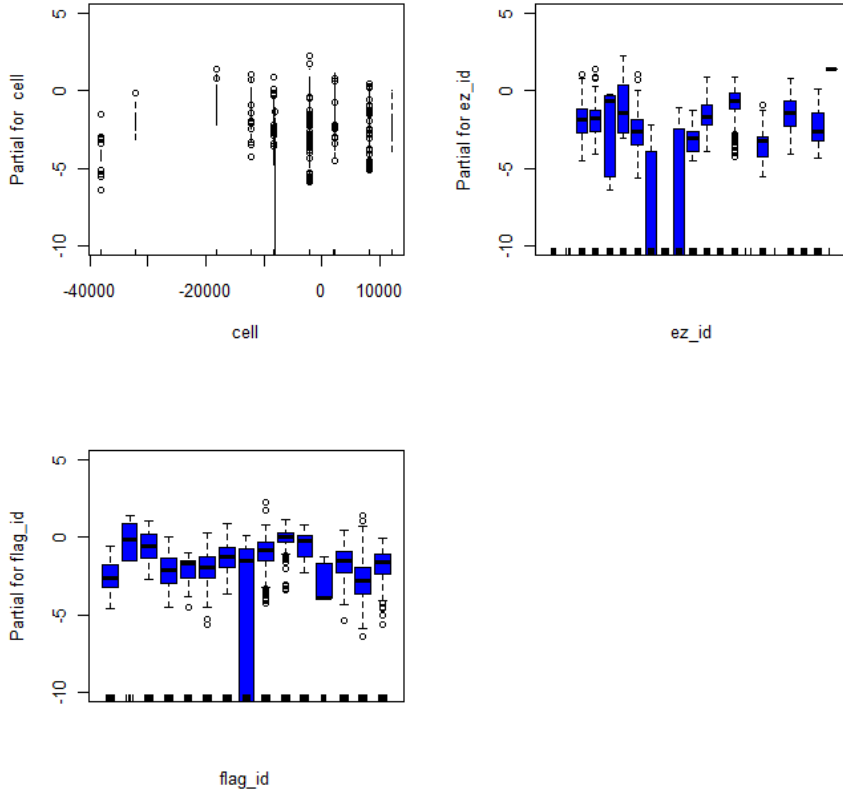 5
0
-5
-10
Partial for cell
-40000
-20000
0
10000
cell
5
0
-5
-10
Partial for ez_id
ez_id
5
0
-5
-10
Partial for flag_id
flag_id